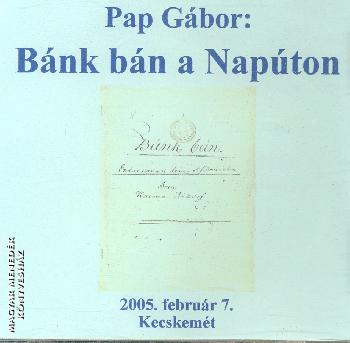 Pap Gábor:
Bánk bán a Napúton
Bánk bán.
2005. február 7.
Kecskemét
MAGYAR MENEDÉK
KÖNYVESHÁZ